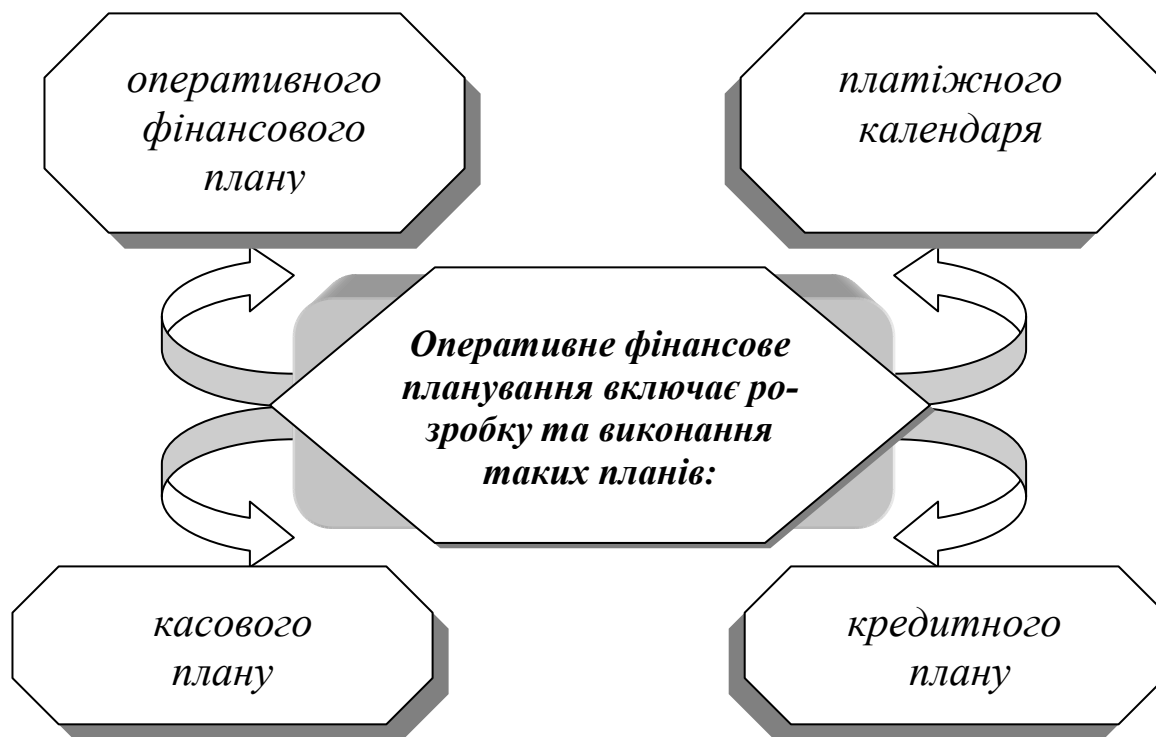 оперативного
фінансового
плану
платіжного
календаря
Оперативне фінансове
планування включає ро-
зробку та виконання
таких планів:
касового
плану
кредитного
плану